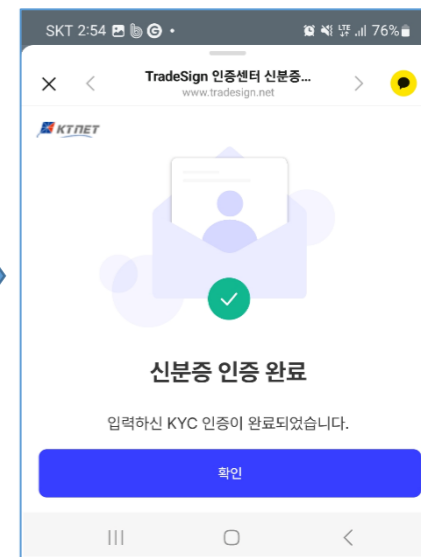 SKT 2:54
LTE 76%
TradeSign 인증센터 신분증...
www.tradesign.net
KTNET
신분증 인증 완료
입력하신 KYC 인증이 완료되었습니다.
확인